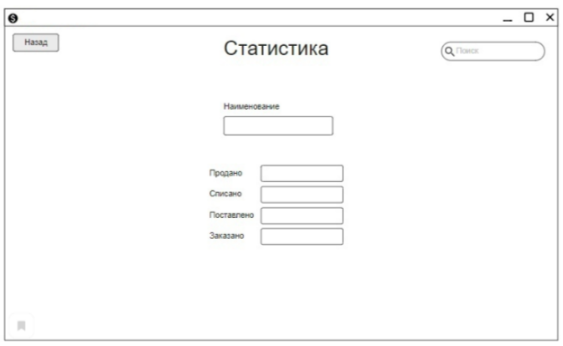 Назад
Статистика
Поиск
Наименование
Продано
Списано
Поставлено
Заказано